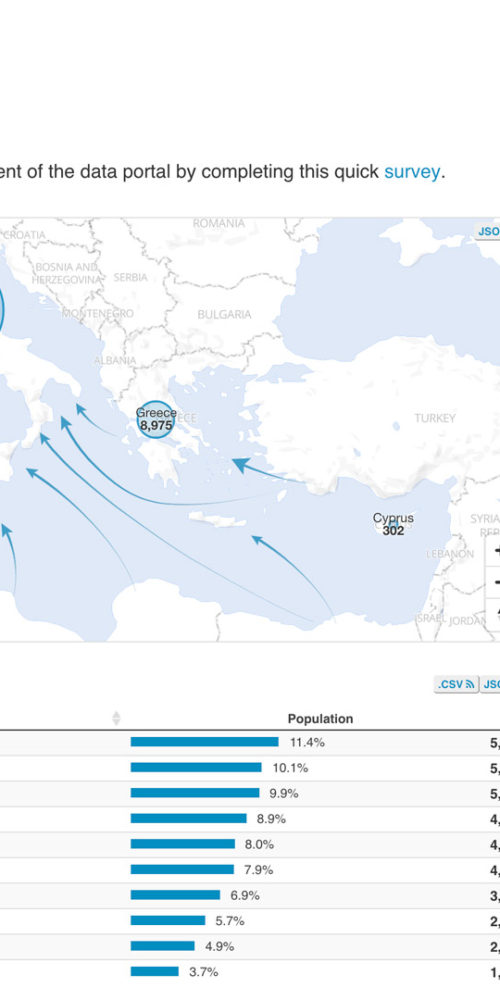 ent of the data portal by completing this quick survey.
ROMANIA
CROATIA
JSO
BOSNIA AND
HERZEGOVINA
SERBIA
MONTENEGRO
BULGARIA
ALBANIA
Greece
ECE
8,975
TURKEY
Cyprus
302
SYRIA
REP
LEBANON
ISRAEL
JORDAN
.CSV
JSO
Population
11.4%
5,
10.1%
5,
9.9%
5,
8.9%
4,
8.0%
4,
7.9%
4,
6.9%
3,
5.7%
2,
4.9%
2,
3.7%
1,